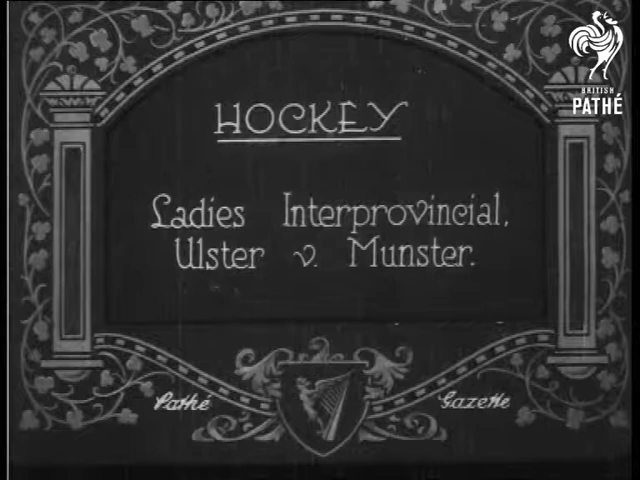 BRITISH
PATHÉ
HOCKEY
Ladies Interprovincial.
Ulster v. Munster.
Pathé Gazette